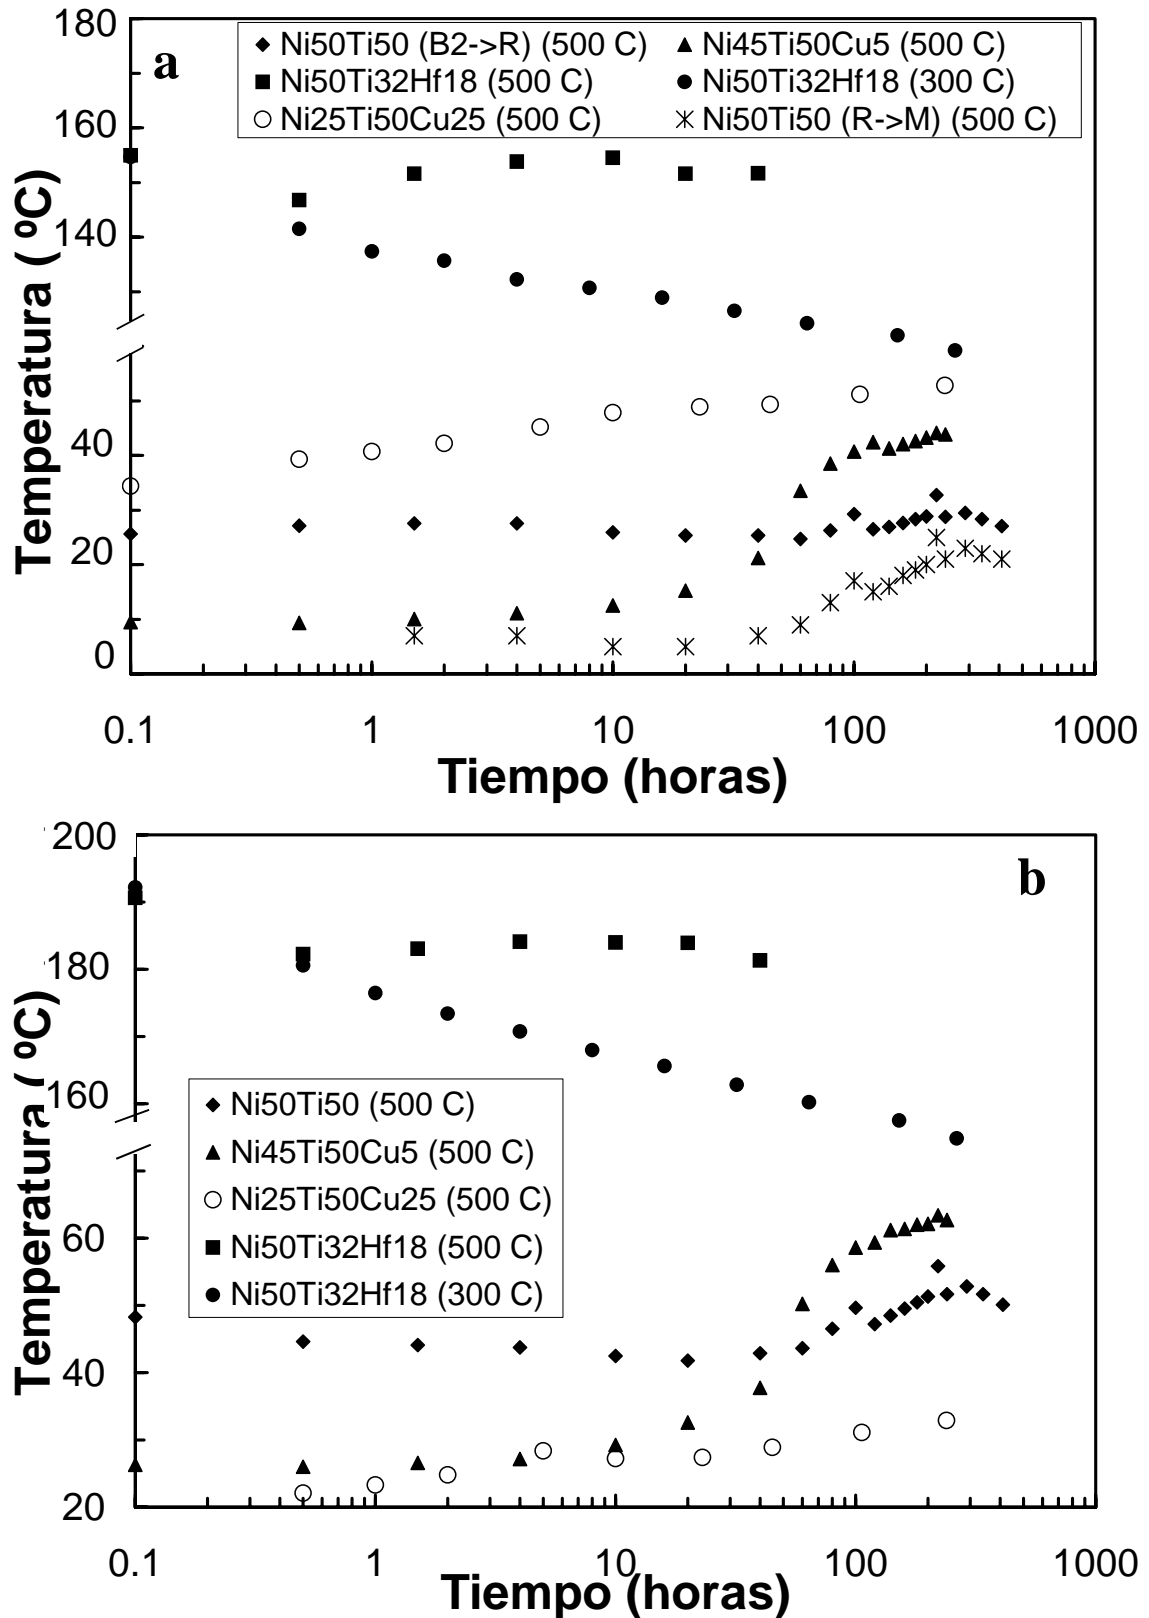 180
a
Ni50Ti50 (B2->R) (500 C) Ni45Ti50Cu5 (500 C)
Ni50Ti32Hf18 (500 C) Ni50Ti32Hf18 (300 C)
Ni25Ti50Cu25 (500 C) Ni50Ti50 (R->M) (500 C)
160
140
40
20
0
Temperatura ( ºC)
0.1 1 10 100 1000
Tiempo (horas)
200
b
180
160
Ni50Ti50 (500 C)
Ni45Ti50Cu5 (500 C)
Ni25Ti50Cu25 (500 C)
Ni50Ti32Hf18 (500 C)
Ni50Ti32Hf18 (300 C)
60
40
20
Temperatura ( ºC)
0.1 1 10 100 1000
Tiempo (horas)